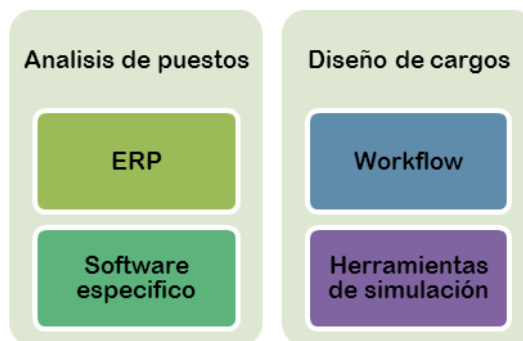 Analisis de puestos
ERP
Software
especifico
Diseño de cargos
Workflow
Herramientas
de simulación